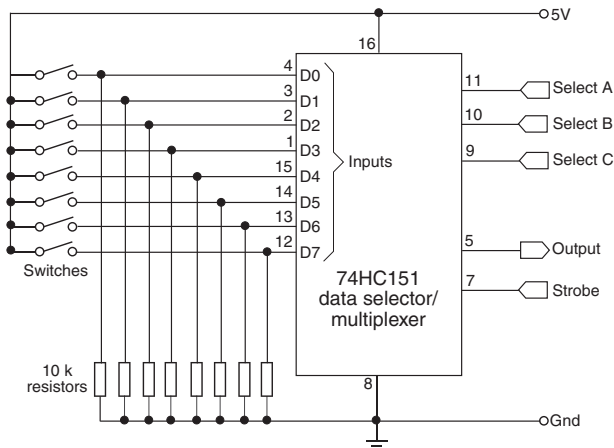 5V
16
4
D0
11
Select A
3
D1
2
D2
10
Select B
1
D3
Inputs
9
Select C
15
D4
14
D5
13
D6
12
D7
5
Output
Switches
74HC151
data selector/
multiplexer
7
Strobe
10 k
resistors
8
Gnd